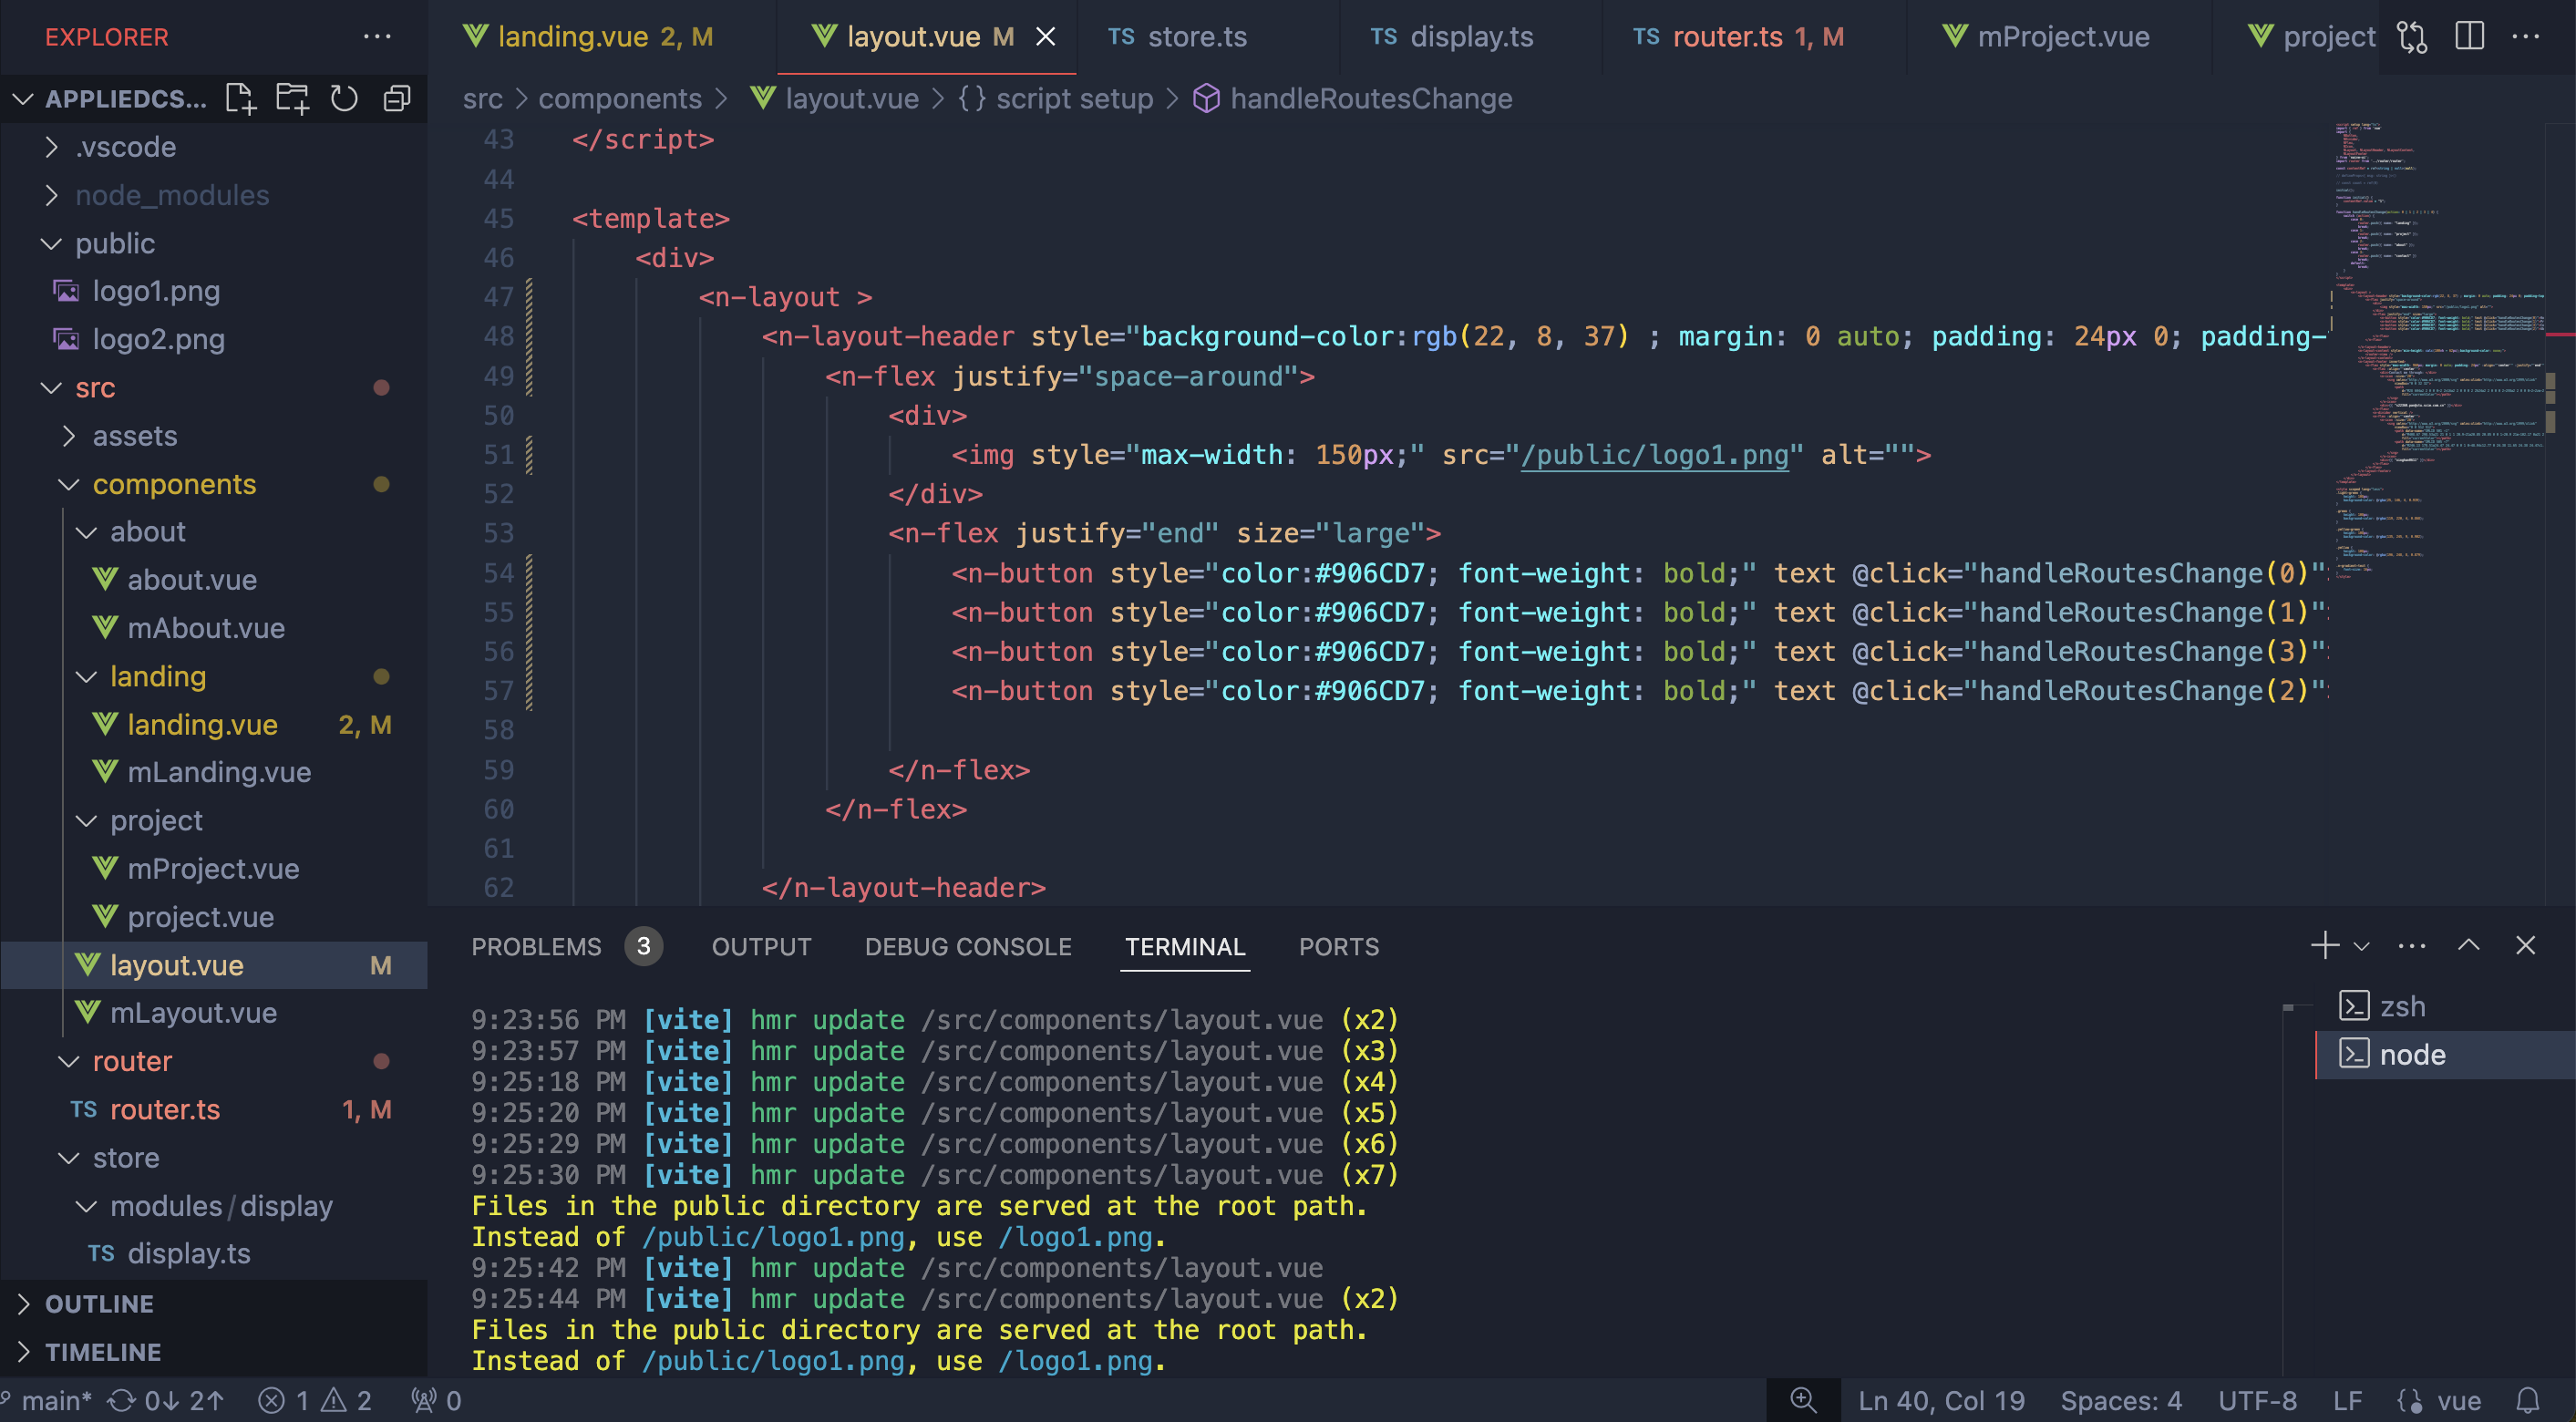 EXPLORER
APPLIEDCS...
.vscode
node_modules
public
logo1.png
logo2.png
src
assets
components
about
about.vue
mAbout.vue
landing
landing.vue 2, M
mLanding.vue
project
mProject.vue
project.vue
layout.vue M
mLayout.vue
router
TS router.ts 1, M
store
modules/display
TS display.ts
OUTLINE
TIMELINE
landing.vue 2, M
layout.vue M
TS store.ts
TS display.ts
TS router.ts 1, M
mProject.vue
project
src > components > layout.vue > {} script setup > handleRoutesChange
43 </script>
44
45 <template>
46 <div>
47 <n-layout >
48 <n-layout-header style="background-color:rgb(22, 8, 37) ; margin: 0 auto; padding: 24px 0; padding-
49 <n-flex justify="space-around">
50 <div>
51 <img style="max-width: 150px;" src="/public/logo1.png" alt="">
52 </div>
53 <n-flex justify="end" size="large">
54 <n-button style="color:#906CD7; font-weight: bold;" text @click="handleRoutesChange(0)">
55 <n-button style="color:#906CD7; font-weight: bold;" text @click="handleRoutesChange(1)">
56 <n-button style="color:#906CD7; font-weight: bold;" text @click="handleRoutesChange(3)">
57 <n-button style="color:#906CD7; font-weight: bold;" text @click="handleRoutesChange(2)">
58
59 </n-flex>
60 </n-flex>
61
62 </n-layout-header>
PROBLEMS 3 OUTPUT DEBUG CONSOLE TERMINAL PORTS
9:23:56 PM [vite] hmr update /src/components/layout.vue (x2)
9:23:57 PM [vite] hmr update /src/components/layout.vue (x3)
9:25:18 PM [vite] hmr update /src/components/layout.vue (x4)
9:25:20 PM [vite] hmr update /src/components/layout.vue (x5)
9:25:29 PM [vite] hmr update /src/components/layout.vue (x6)
9:25:30 PM [vite] hmr update /src/components/layout.vue (x7)
Files in the public directory are served at the root path.
Instead of /public/logo1.png, use /logo1.png.
9:25:42 PM [vite] hmr update /src/components/layout.vue
9:25:44 PM [vite] hmr update /src/components/layout.vue (x2)
Files in the public directory are served at the root path.
Instead of /public/logo1.png, use /logo1.png.
zsh
node
main* 0↓ 2↑ 1 2 0
Ln 40, Col 19 Spaces: 4 UTF-8 LF vue